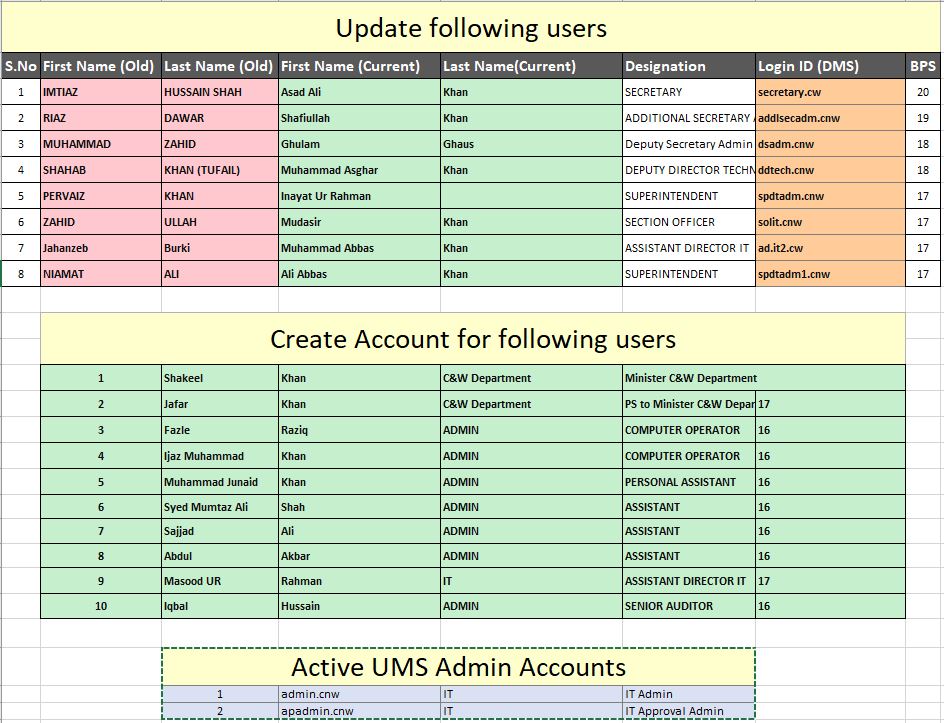 Update following users
S.No First Name (Old) Last Name (Old) First Name (Current) Last Name(Current) Designation Login ID (DMS) BPS
1 IMTIAZ HUSSAIN SHAH Asad Ali Khan SECRETARY secretary.cw 20
2 RIAZ DAWAR Shafiullah Khan ADDITIONAL SECRETARY addlsecadm.cnw 19
3 MUHAMMAD ZAHID Ghulam Ghaus Deputy Secretary Admin dsadm.cnw 18
4 SHAHAB KHAN (TUFAIL) Muhammad Asghar Khan DEPUTY DIRECTOR TECHN ddtech.cnw 18
5 PERVAIZ KHAN Inayat Ur Rahman SUPERINTENDENT spdtadm.cnw 17
6 ZAHID ULLAH Mudasir Khan SECTION OFFICER solit.cnw 17
7 Jahanzeb Burki Muhammad Abbas Khan ASSISTANT DIRECTOR IT ad.it2.cw 17
8 NIAMAT ALI Ali Abbas Khan SUPERINTENDENT spdtadm1.cnw 17
Create Account for following users
1 Shakeel Khan C&W Department Minister C&W Department
2 Jafar Khan C&W Department PS to Minister C&W Depar 17
3 Fazle Raziq ADMIN COMPUTER OPERATOR 16
4 Ijaz Muhammad Khan ADMIN COMPUTER OPERATOR 16
5 Muhammad Junaid Khan ADMIN PERSONAL ASSISTANT 16
6 Syed Mumtaz Ali Shah ADMIN ASSISTANT 16
7 Sajjad Ali ADMIN ASSISTANT 16
8 Abdul Akbar ADMIN ASSISTANT 16
9 Masood UR Rahman IT ASSISTANT DIRECTOR IT 17
10 Iqbal Hussain ADMIN SENIOR AUDITOR 16
Active UMS Admin Accounts
1 admin.cnw IT IT Admin
2 apadmin.cnw IT IT Approval Admin